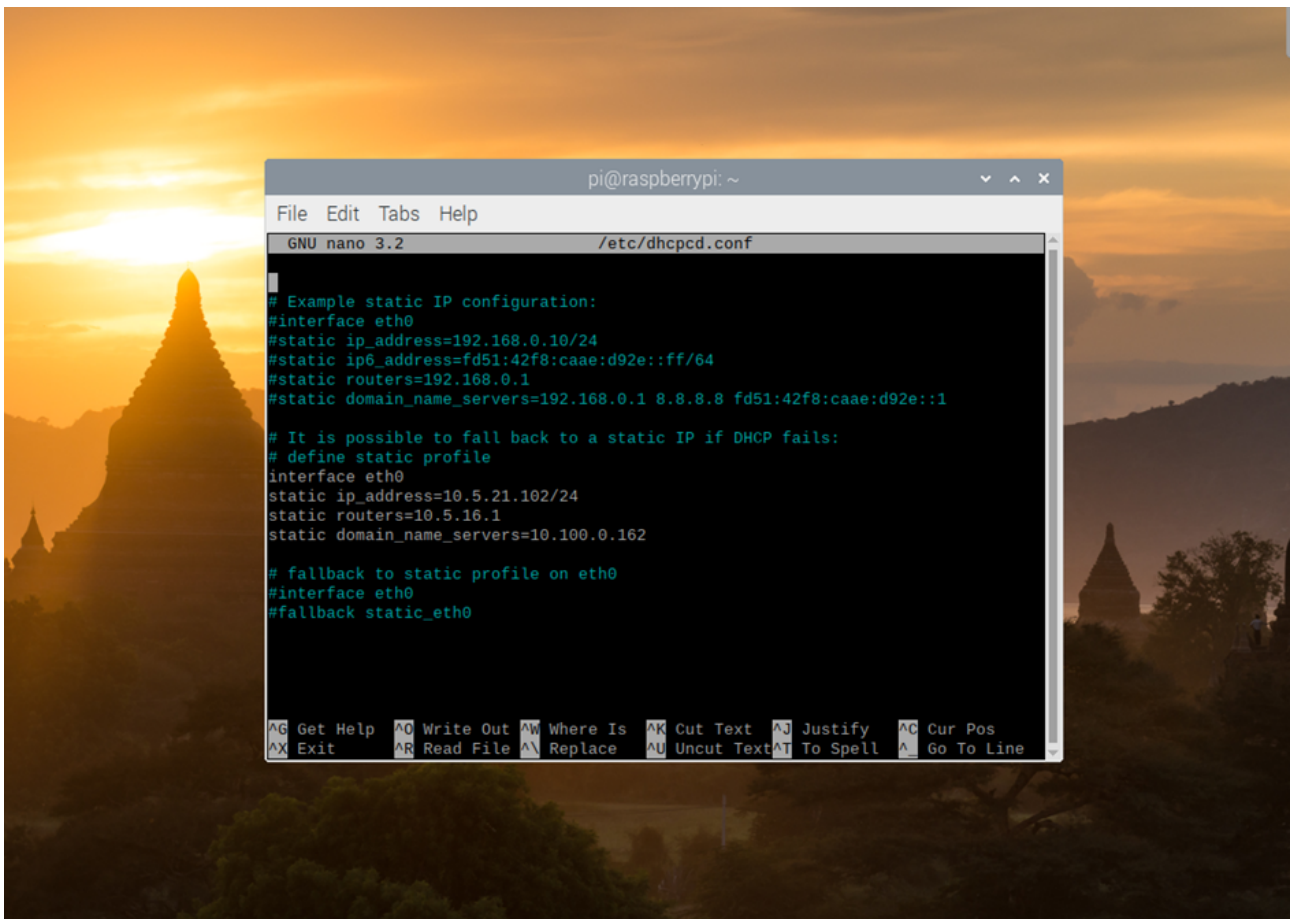 pi@raspberrypi: ~
File Edit Tabs Help
GNU nano 3.2 /etc/dhcpcd.conf
# Example static IP configuration:
#interface eth0
#static ip_address=192.168.0.10/24
#static ip6_address=fd51:42f8:caae:d92e::ff/64
#static routers=192.168.0.1
#static domain_name_servers=192.168.0.1 8.8.8.8 fd51:42f8:caae:d92e::1
# It is possible to fall back to a static IP if DHCP fails:
# define static profile
interface eth0
static ip_address=10.5.21.102/24
static routers=10.5.16.1
static domain_name_servers=10.100.0.162
# fallback to static profile on eth0
#interface eth0
#fallback static_eth0
^G Get Help ^O Write Out ^W Where Is ^K Cut Text ^J Justify ^C Cur Pos
^X Exit ^R Read File ^\ Replace ^U Uncut Text ^T To Spell ^_ Go To Line